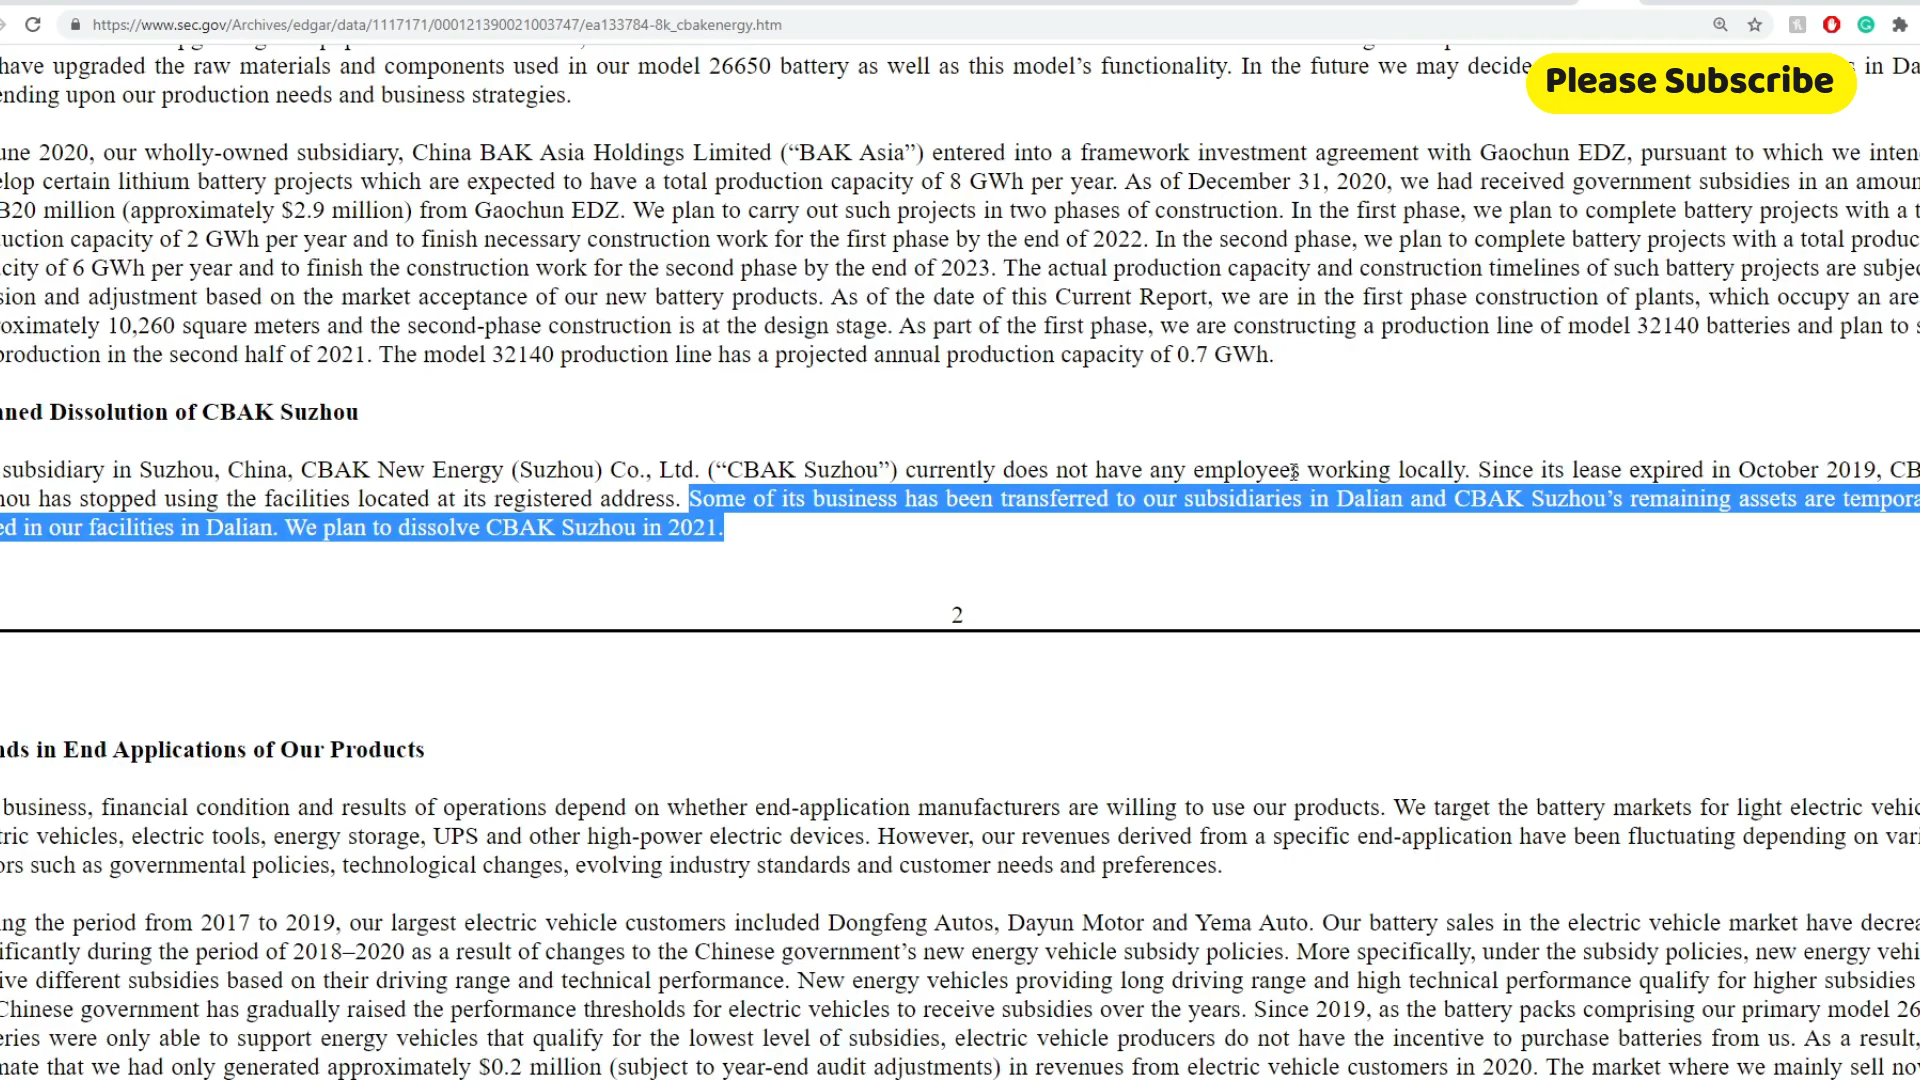 https://www.sec.gov/Archives/edgar/data/1117171/000121390021003747/ea133784-8k_cbakenergy.htm
Please Subscribe
have upgraded the raw materials and components used in our model 26650 battery as well as this model’s functionality. In the future we may decide in Da
ending upon our production needs and business strategies.
une 2020, our wholly-owned subsidiary, China BAK Asia Holdings Limited (“BAK Asia”) entered into a framework investment agreement with Gaochun EDZ, pursuant to which we inten
elop certain lithium battery projects which are expected to have a total production capacity of 8 GWh per year. As of December 31, 2020, we had received government subsidies in an amoun
B20 million (approximately $2.9 million) from Gaochun EDZ. We plan to carry out such projects in two phases of construction. In the first phase, we plan to complete battery projects with a t
uction capacity of 2 GWh per year and to finish necessary construction work for the first phase by the end of 2022. In the second phase, we plan to complete battery projects with a total produc
city of 6 GWh per year and to finish the construction work for the second phase by the end of 2023. The actual production capacity and construction timelines of such battery projects are subjec
sion and adjustment based on the market acceptance of our new battery products. As of the date of this Current Report, we are in the first phase construction of plants, which occupy an are
roximately 10,260 square meters and the second-phase construction is at the design stage. As part of the first phase, we are constructing a production line of model 32140 batteries and plan to s
production in the second half of 2021. The model 32140 production line has a projected annual production capacity of 0.7 GWh.
nned Dissolution of CBAK Suzhou
subsidiary in Suzhou, China, CBAK New Energy (Suzhou) Co., Ltd. (“CBAK Suzhou”) currently does not have any employees working locally. Since its lease expired in October 2019, CB
hou has stopped using the facilities located at its registered address. Some of its business has been transferred to our subsidiaries in Dalian and CBAK Suzhou’s remaining assets are tempora
ed in our facilities in Dalian. We plan to dissolve CBAK Suzhou in 2021.
2
nds in End Applications of Our Products
business, financial condition and results of operations depend on whether end-application manufacturers are willing to use our products. We target the battery markets for light electric vehic
tric vehicles, electric tools, energy storage, UPS and other high-power electric devices. However, our revenues derived from a specific end-application have been fluctuating depending on vari
ors such as governmental policies, technological changes, evolving industry standards and customer needs and preferences.
ing the period from 2017 to 2019, our largest electric vehicle customers included Dongfeng Autos, Dayun Motor and Yema Auto. Our battery sales in the electric vehicle market have decrea
ificantly during the period of 2018–2020 as a result of changes to the Chinese government’s new energy vehicle subsidy policies. More specifically, under the subsidy policies, new energy vehi
ive different subsidies based on their driving range and technical performance. New energy vehicles providing long driving range and high technical performance qualify for higher subsidies
Chinese government has gradually raised the performance thresholds for electric vehicles to receive subsidies over the years. Since 2019, as the battery packs comprising our primary model 26
eries were only able to support energy vehicles that qualify for the lowest level of subsidies, electric vehicle producers do not have the incentive to purchase batteries from us. As a result,
mate that we had only generated approximately $0.2 million (subject to year-end audit adjustments) in revenues from electric vehicle customers in 2020. The market where we mainly sell no